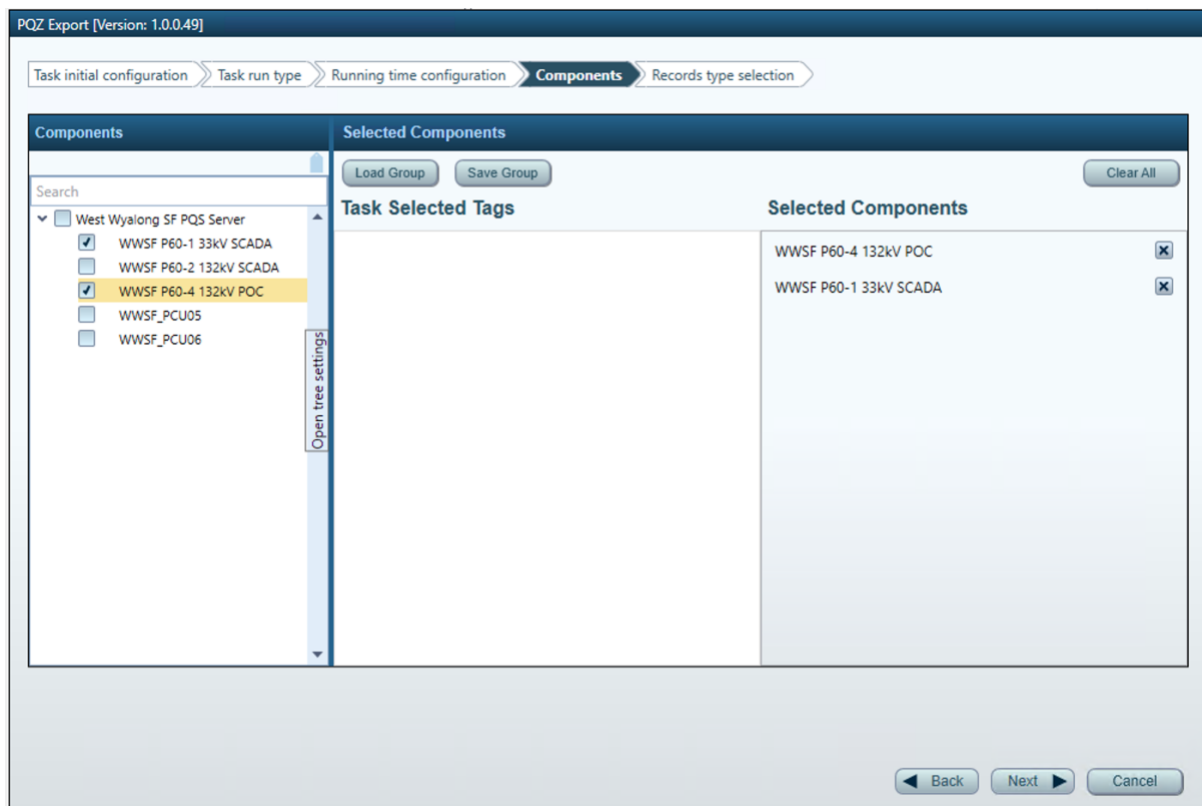 PQZ Export [Version: 1.0.0.49]
Task initial configuration Task run type Running time configuration Components Records type selection
Components
Search
West Wyalong SF PQS Server
WWSF P60-1 33kV SCADA
WWSF P60-2 132kV SCADA
WWSF P60-4 132kV POC
WWSF_PCU05
WWSF_PCU06
Open tree settings
Selected Components
Load Group Save Group Clear All
Task Selected Tags
Selected Components
WWSF P60-4 132kV POC
WWSF P60-1 33kV SCADA
Back Next Cancel